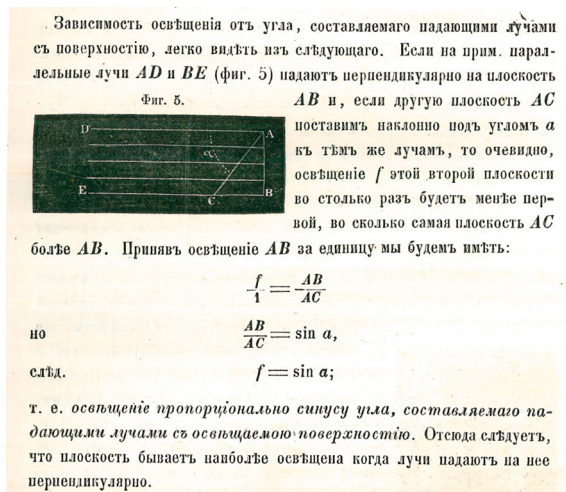 Зависимость освѣщенія отъ угла, составляемаго падающими лучами
съ поверхностію, легко видѣть изъ слѣдующаго. Если на прим. парал-
лельные лучи AD и BE (фиг. 5) падаютъ перпендикулярно на плоскость
Фиг. 5.
D
A
α
E
C
B
AB и, если другую плоскость AC
поставимъ наклонно подъ угломъ a
къ тѣмъ же лучамъ, то очевидно,
освѣщеніе f этой второй плоскости
во столько разъ будетъ менѣе пер-
вой, во сколько самая плоскость AC
болѣе AB. Принявъ освѣщеніе AB за единицу мы будемъ имѣть:
f/1 = AB/AC
но AB/AC = sin a,
слѣд. f = sin a;
т. е. освѣщеніе пропорціонально синусу угла, составляемаго па-
дающими лучами съ освѣщаемою поверхностію. Отсюда слѣдуетъ,
что плоскость бываетъ наиболѣе освѣщена когда лучи падаютъ на нее
перпендикулярно.